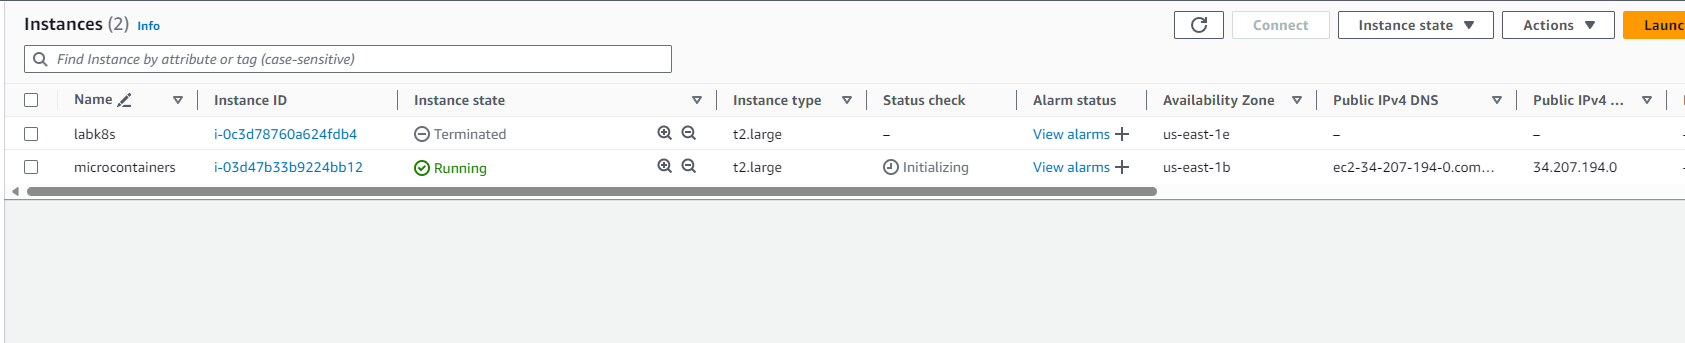 Instances (2) Info Connect Instance state Actions Launc
Find Instance by attribute or tag (case-sensitive)
Name Instance ID Instance state Instance type Status check Alarm status Availability Zone Public IPv4 DNS Public IPv4 ...
labk8s i-0c3d78760a624fdb4 Terminated t2.large – View alarms + us-east-1e – –
microcontainers i-03d47b33b9224bb12 Running t2.large Initializing View alarms + us-east-1b ec2-34-207-194-0.com... 34.207.194.0